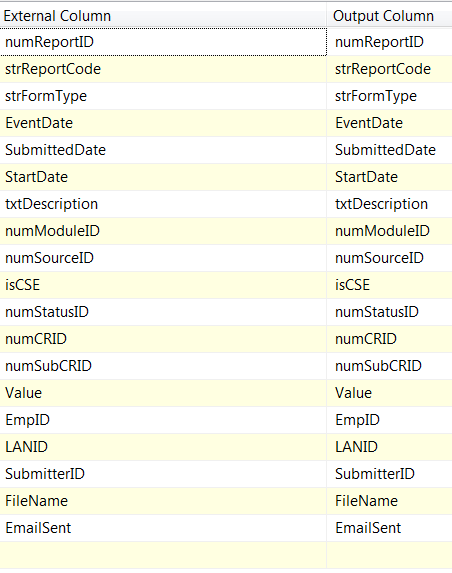 External Column Output Column
numReportID numReportID
strReportCode strReportCode
strFormType strFormType
EventDate EventDate
SubmittedDate SubmittedDate
StartDate StartDate
txtDescription txtDescription
numModuleID numModuleID
numSourceID numSourceID
isCSE isCSE
numStatusID numStatusID
numCRID numCRID
numSubCRID numSubCRID
Value Value
EmpID EmpID
LANID LANID
SubmitterID SubmitterID
FileName FileName
EmailSent EmailSent